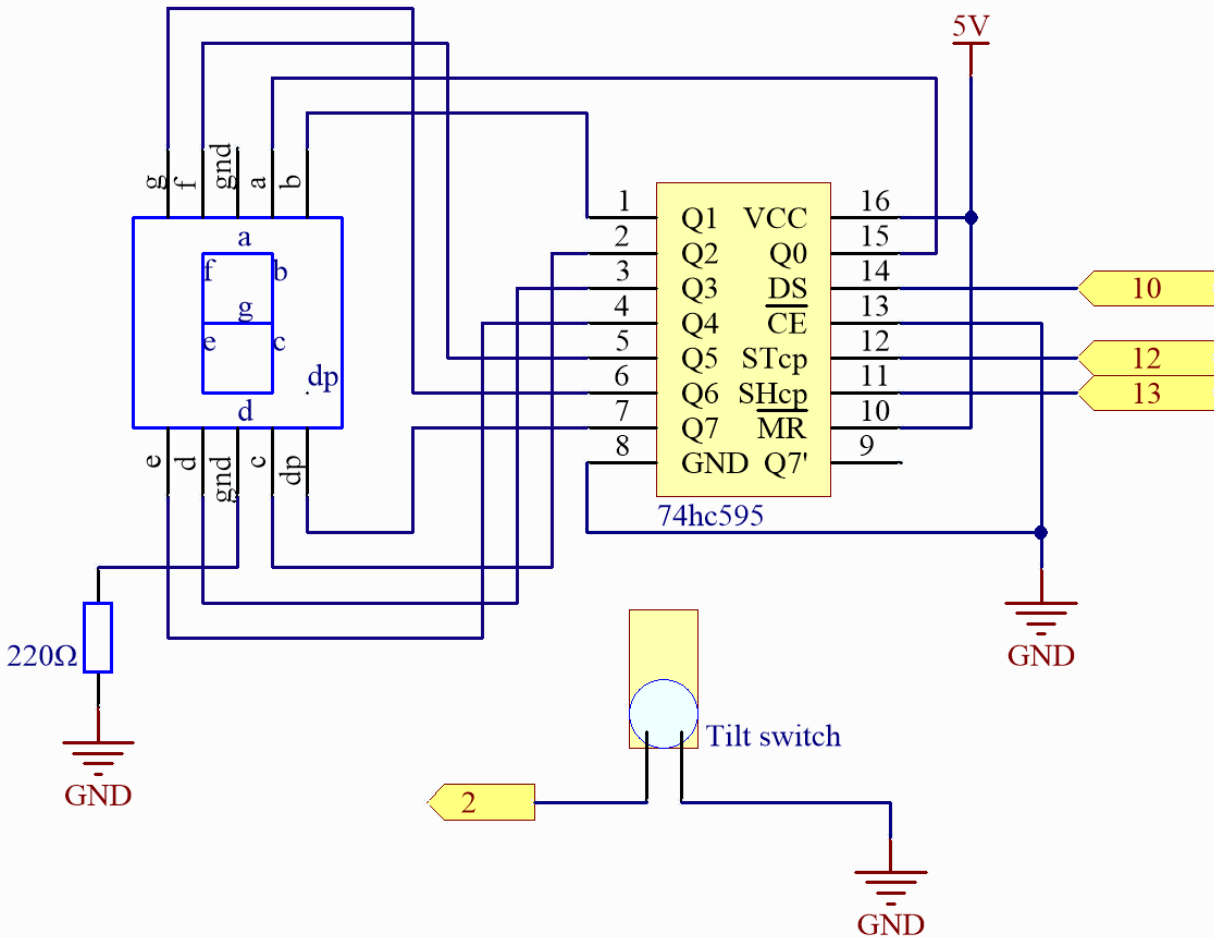 5V
g f gnd a b
a
f b
g
e c
dp
d
e d gnd c dp
1 Q1 VCC 16
2 Q2 Q0 15
3 Q3 DS 14
4 Q4 CE 13
5 Q5 STcp 12
6 Q6 SHcp 11
7 Q7 MR 10
8 GND Q7' 9
74hc595
10
12
13
220Ω
GND
GND
Tilt switch
2
GND